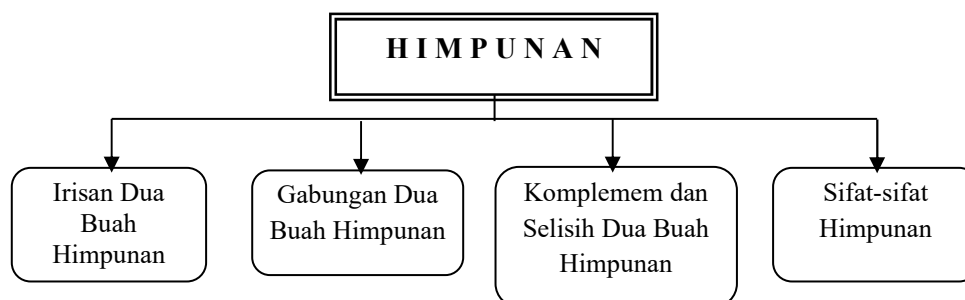 H I M P U N A N
Irisan Dua
Buah
Himpunan
Gabungan Dua
Buah Himpunan
Komplemem dan
Selisih Dua Buah
Himpunan
Sifat-sifat
Himpunan